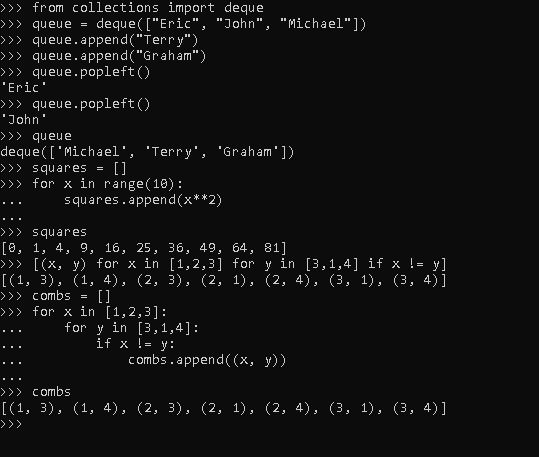 >>> from collections import deque
>>> queue = deque(["Eric", "John", "Michael"])
>>> queue.append("Terry")
>>> queue.append("Graham")
>>> queue.popleft()
'Eric'
>>> queue.popleft()
'John'
>>> queue
deque(['Michael', 'Terry', 'Graham'])
>>> squares = []
>>> for x in range(10):
...     squares.append(x**2)
...
>>> squares
[0, 1, 4, 9, 16, 25, 36, 49, 64, 81]
>>> [(x, y) for x in [1,2,3] for y in [3,1,4] if x != y]
[(1, 3), (1, 4), (2, 3), (2, 1), (2, 4), (3, 1), (3, 4)]
>>> combs = []
>>> for x in [1,2,3]:
...     for y in [3,1,4]:
...         if x != y:
...             combs.append((x, y))
...
>>> combs
[(1, 3), (1, 4), (2, 3), (2, 1), (2, 4), (3, 1), (3, 4)]
>>>